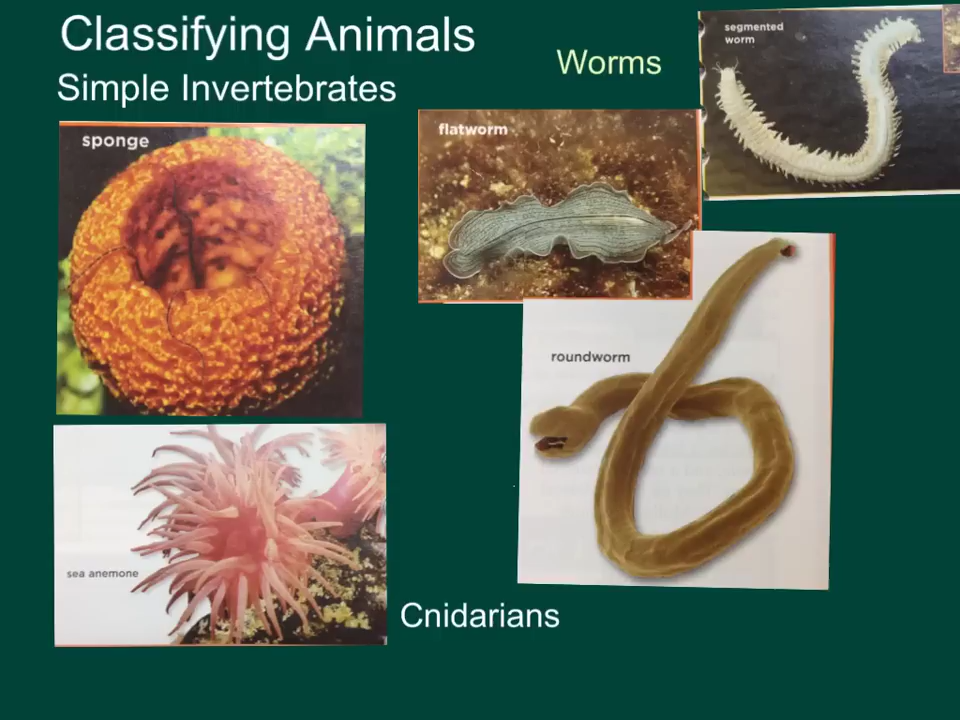 Classifying Animals
Simple Invertebrates
Worms
segmented
worm
sponge
flatworm
roundworm
sea anemone
Cnidarians